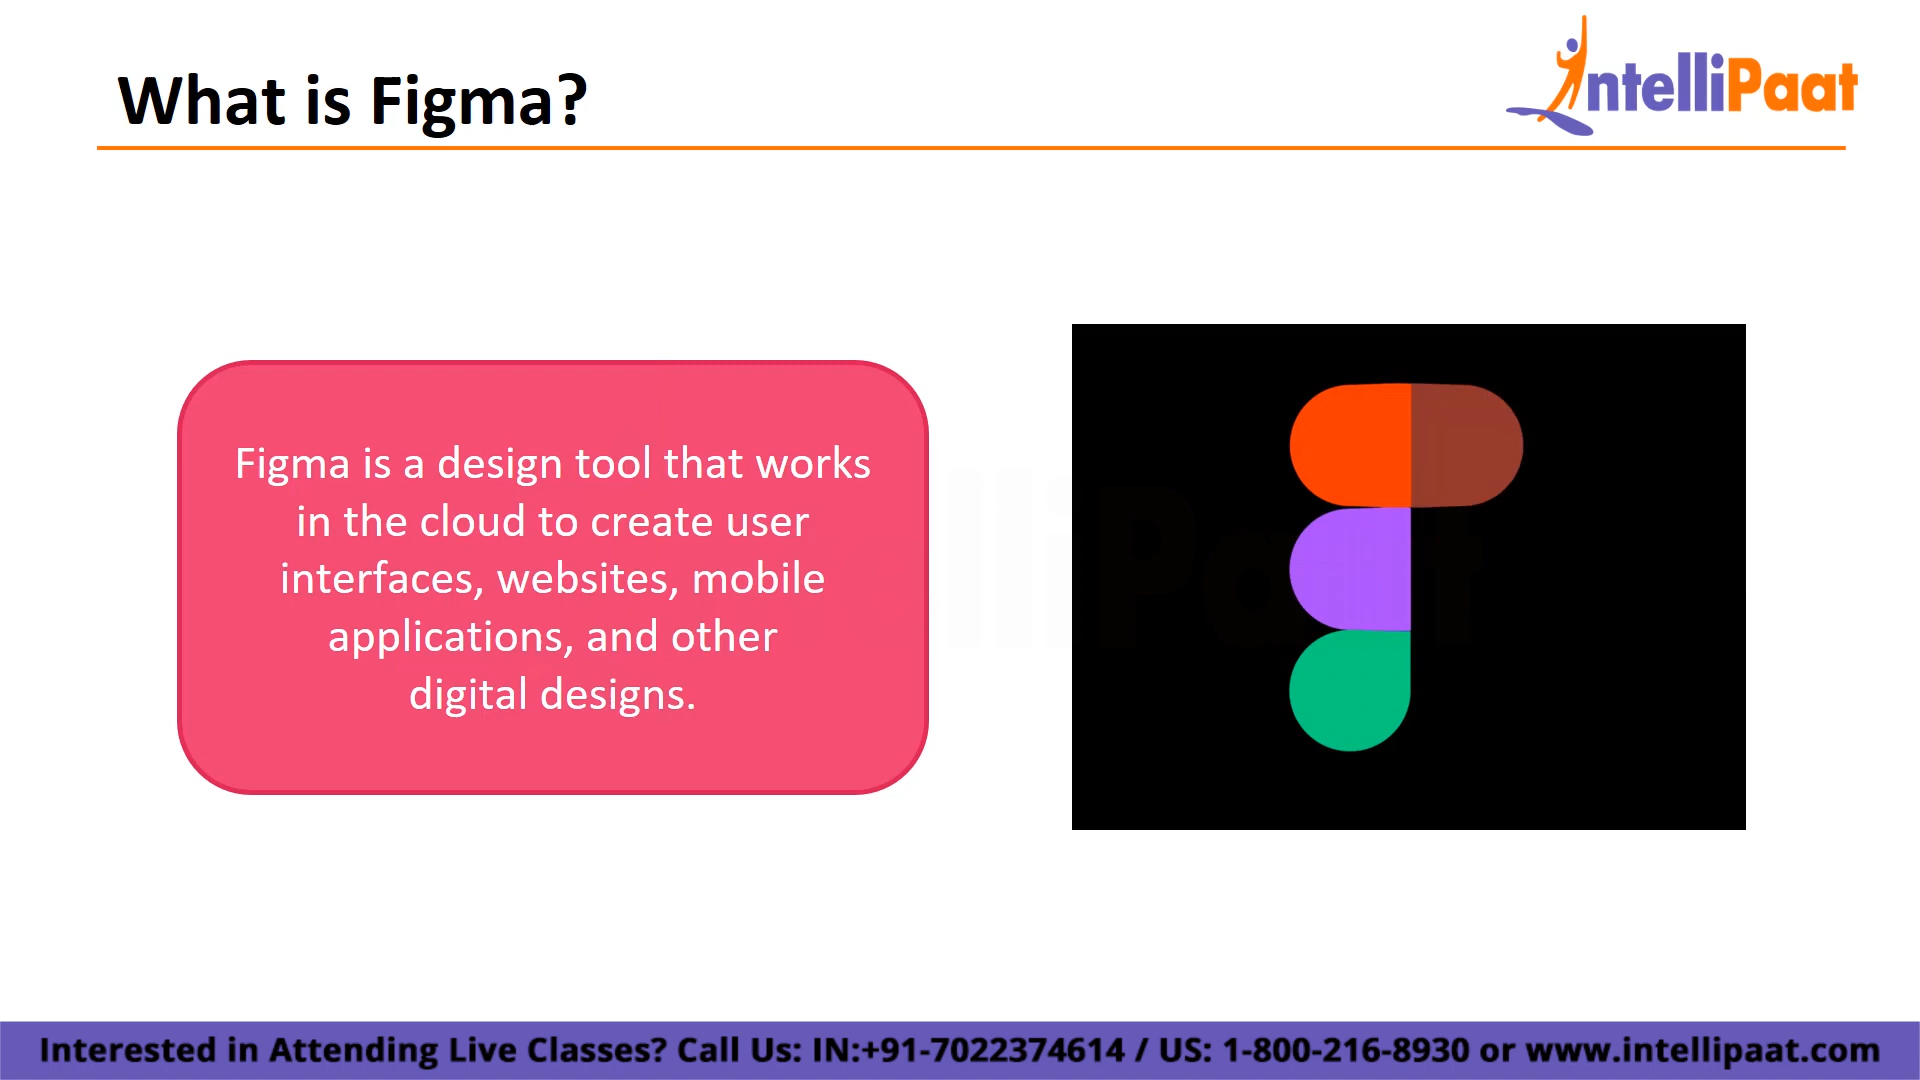 What is Figma?
IntelliPaat
Figma is a design tool that works
in the cloud to create user
interfaces, websites, mobile
applications, and other
digital designs.
Interested in Attending Live Classes? Call Us: IN:+91-7022374614 / US: 1-800-216-8930 or www.intellipaat.com